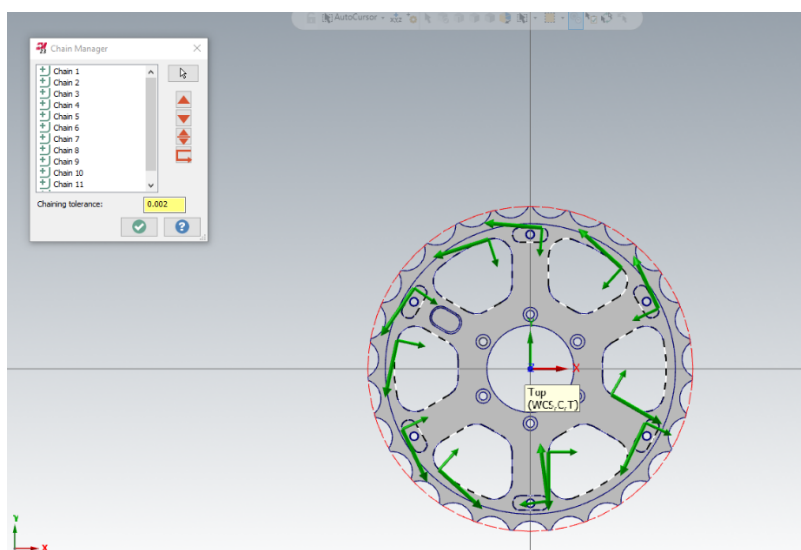 AutoCursor
Chain Manager
Chain 1
Chain 2
Chain 3
Chain 4
Chain 5
Chain 6
Chain 7
Chain 8
Chain 9
Chain 10
Chain 11
Chaining tolerance:
0.002
X
Top
(WCS,C,T)
Y
X